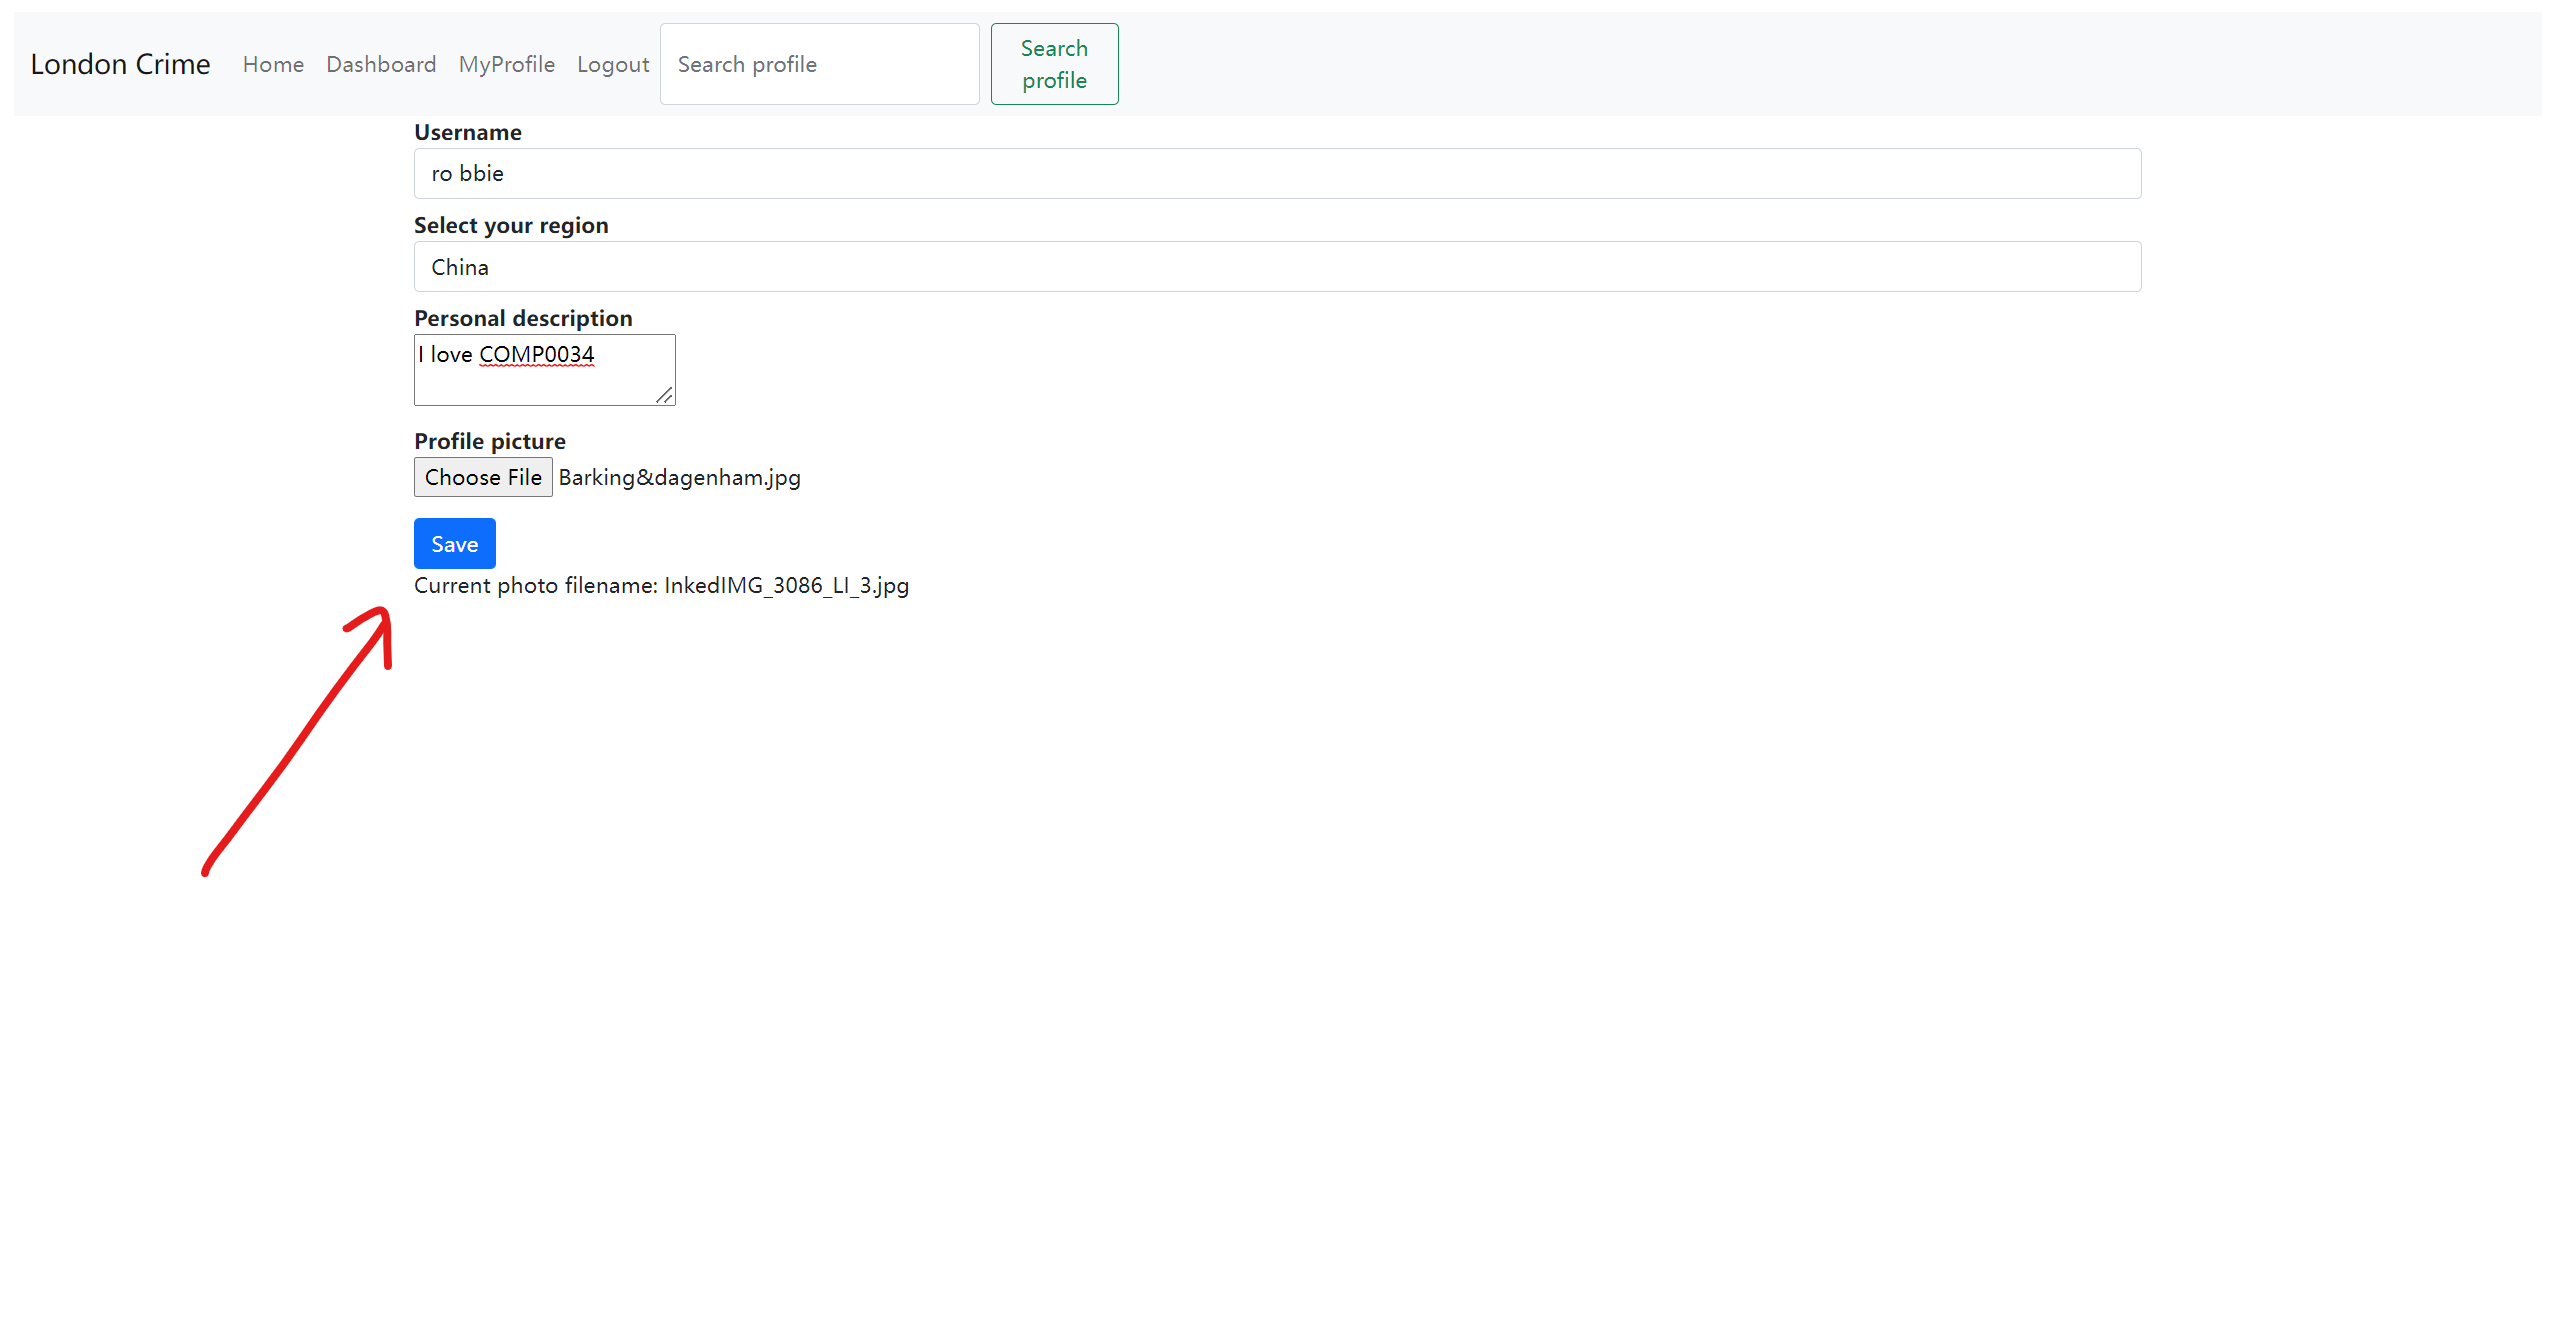 London Crime Home Dashboard MyProfile Logout Search profile Search
profile
Username
ro bbie
Select your region
China
Personal description
I love COMP0034
Profile picture
Choose File Barking&dagenham.jpg
Save
Current photo filename: InkedIMG_3086_LI_3.jpg